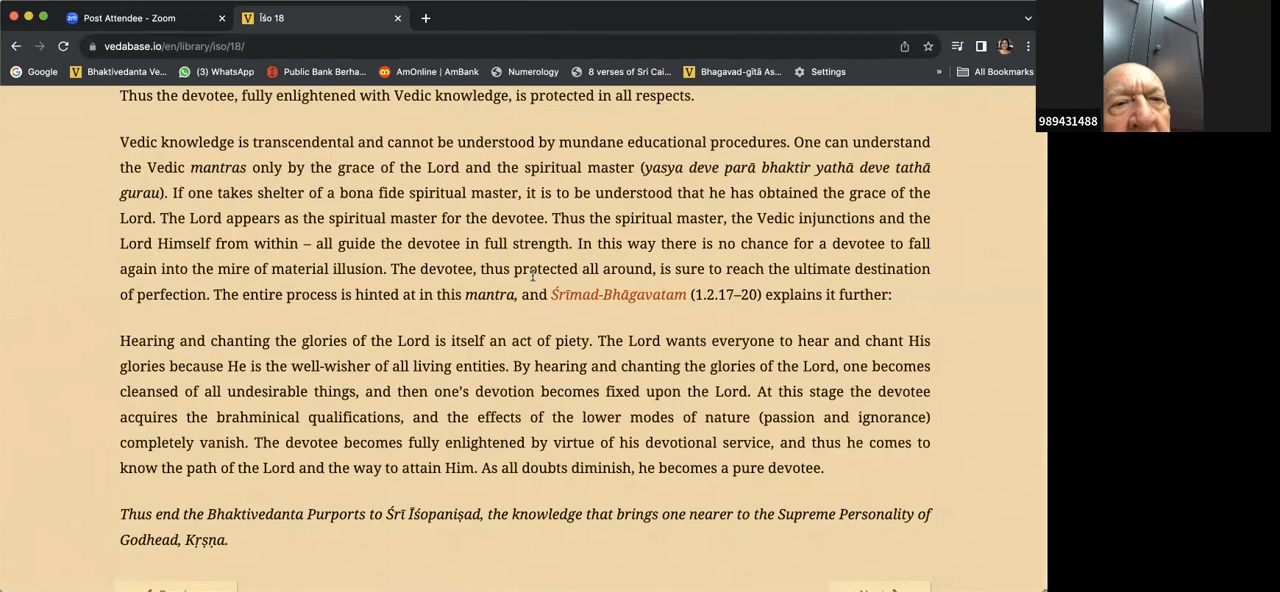 Post Attendee - Zoom
Īśo 18
vedabase.io/en/library/iso/18/
Google
Bhaktivedanta Ve...
(3) WhatsApp
Public Bank Berha...
AmOnline | AmBank
Numerology
8 verses of Sri Cai...
Bhagavad-gītā As...
Settings
»
All Bookmarks
989431488
Thus the devotee, fully enlightened with Vedic knowledge, is protected in all respects.
Vedic knowledge is transcendental and cannot be understood by mundane educational procedures. One can understand
the Vedic mantras only by the grace of the Lord and the spiritual master (yasya deve parā bhaktir yathā deve tathā
gurau). If one takes shelter of a bona fide spiritual master, it is to be understood that he has obtained the grace of the
Lord. The Lord appears as the spiritual master for the devotee. Thus the spiritual master, the Vedic injunctions and the
Lord Himself from within – all guide the devotee in full strength. In this way there is no chance for a devotee to fall
again into the mire of material illusion. The devotee, thus protected all around, is sure to reach the ultimate destination
of perfection. The entire process is hinted at in this mantra, and Śrīmad-Bhāgavatam (1.2.17–20) explains it further:
Hearing and chanting the glories of the Lord is itself an act of piety. The Lord wants everyone to hear and chant His
glories because He is the well-wisher of all living entities. By hearing and chanting the glories of the Lord, one becomes
cleansed of all undesirable things, and then one’s devotion becomes fixed upon the Lord. At this stage the devotee
acquires the brahminical qualifications, and the effects of the lower modes of nature (passion and ignorance)
completely vanish. The devotee becomes fully enlightened by virtue of his devotional service, and thus he comes to
know the path of the Lord and the way to attain Him. As all doubts diminish, he becomes a pure devotee.
Thus end the Bhaktivedanta Purports to Śrī Īśopaniṣad, the knowledge that brings one nearer to the Supreme Personality of
Godhead, Kṛṣṇa.